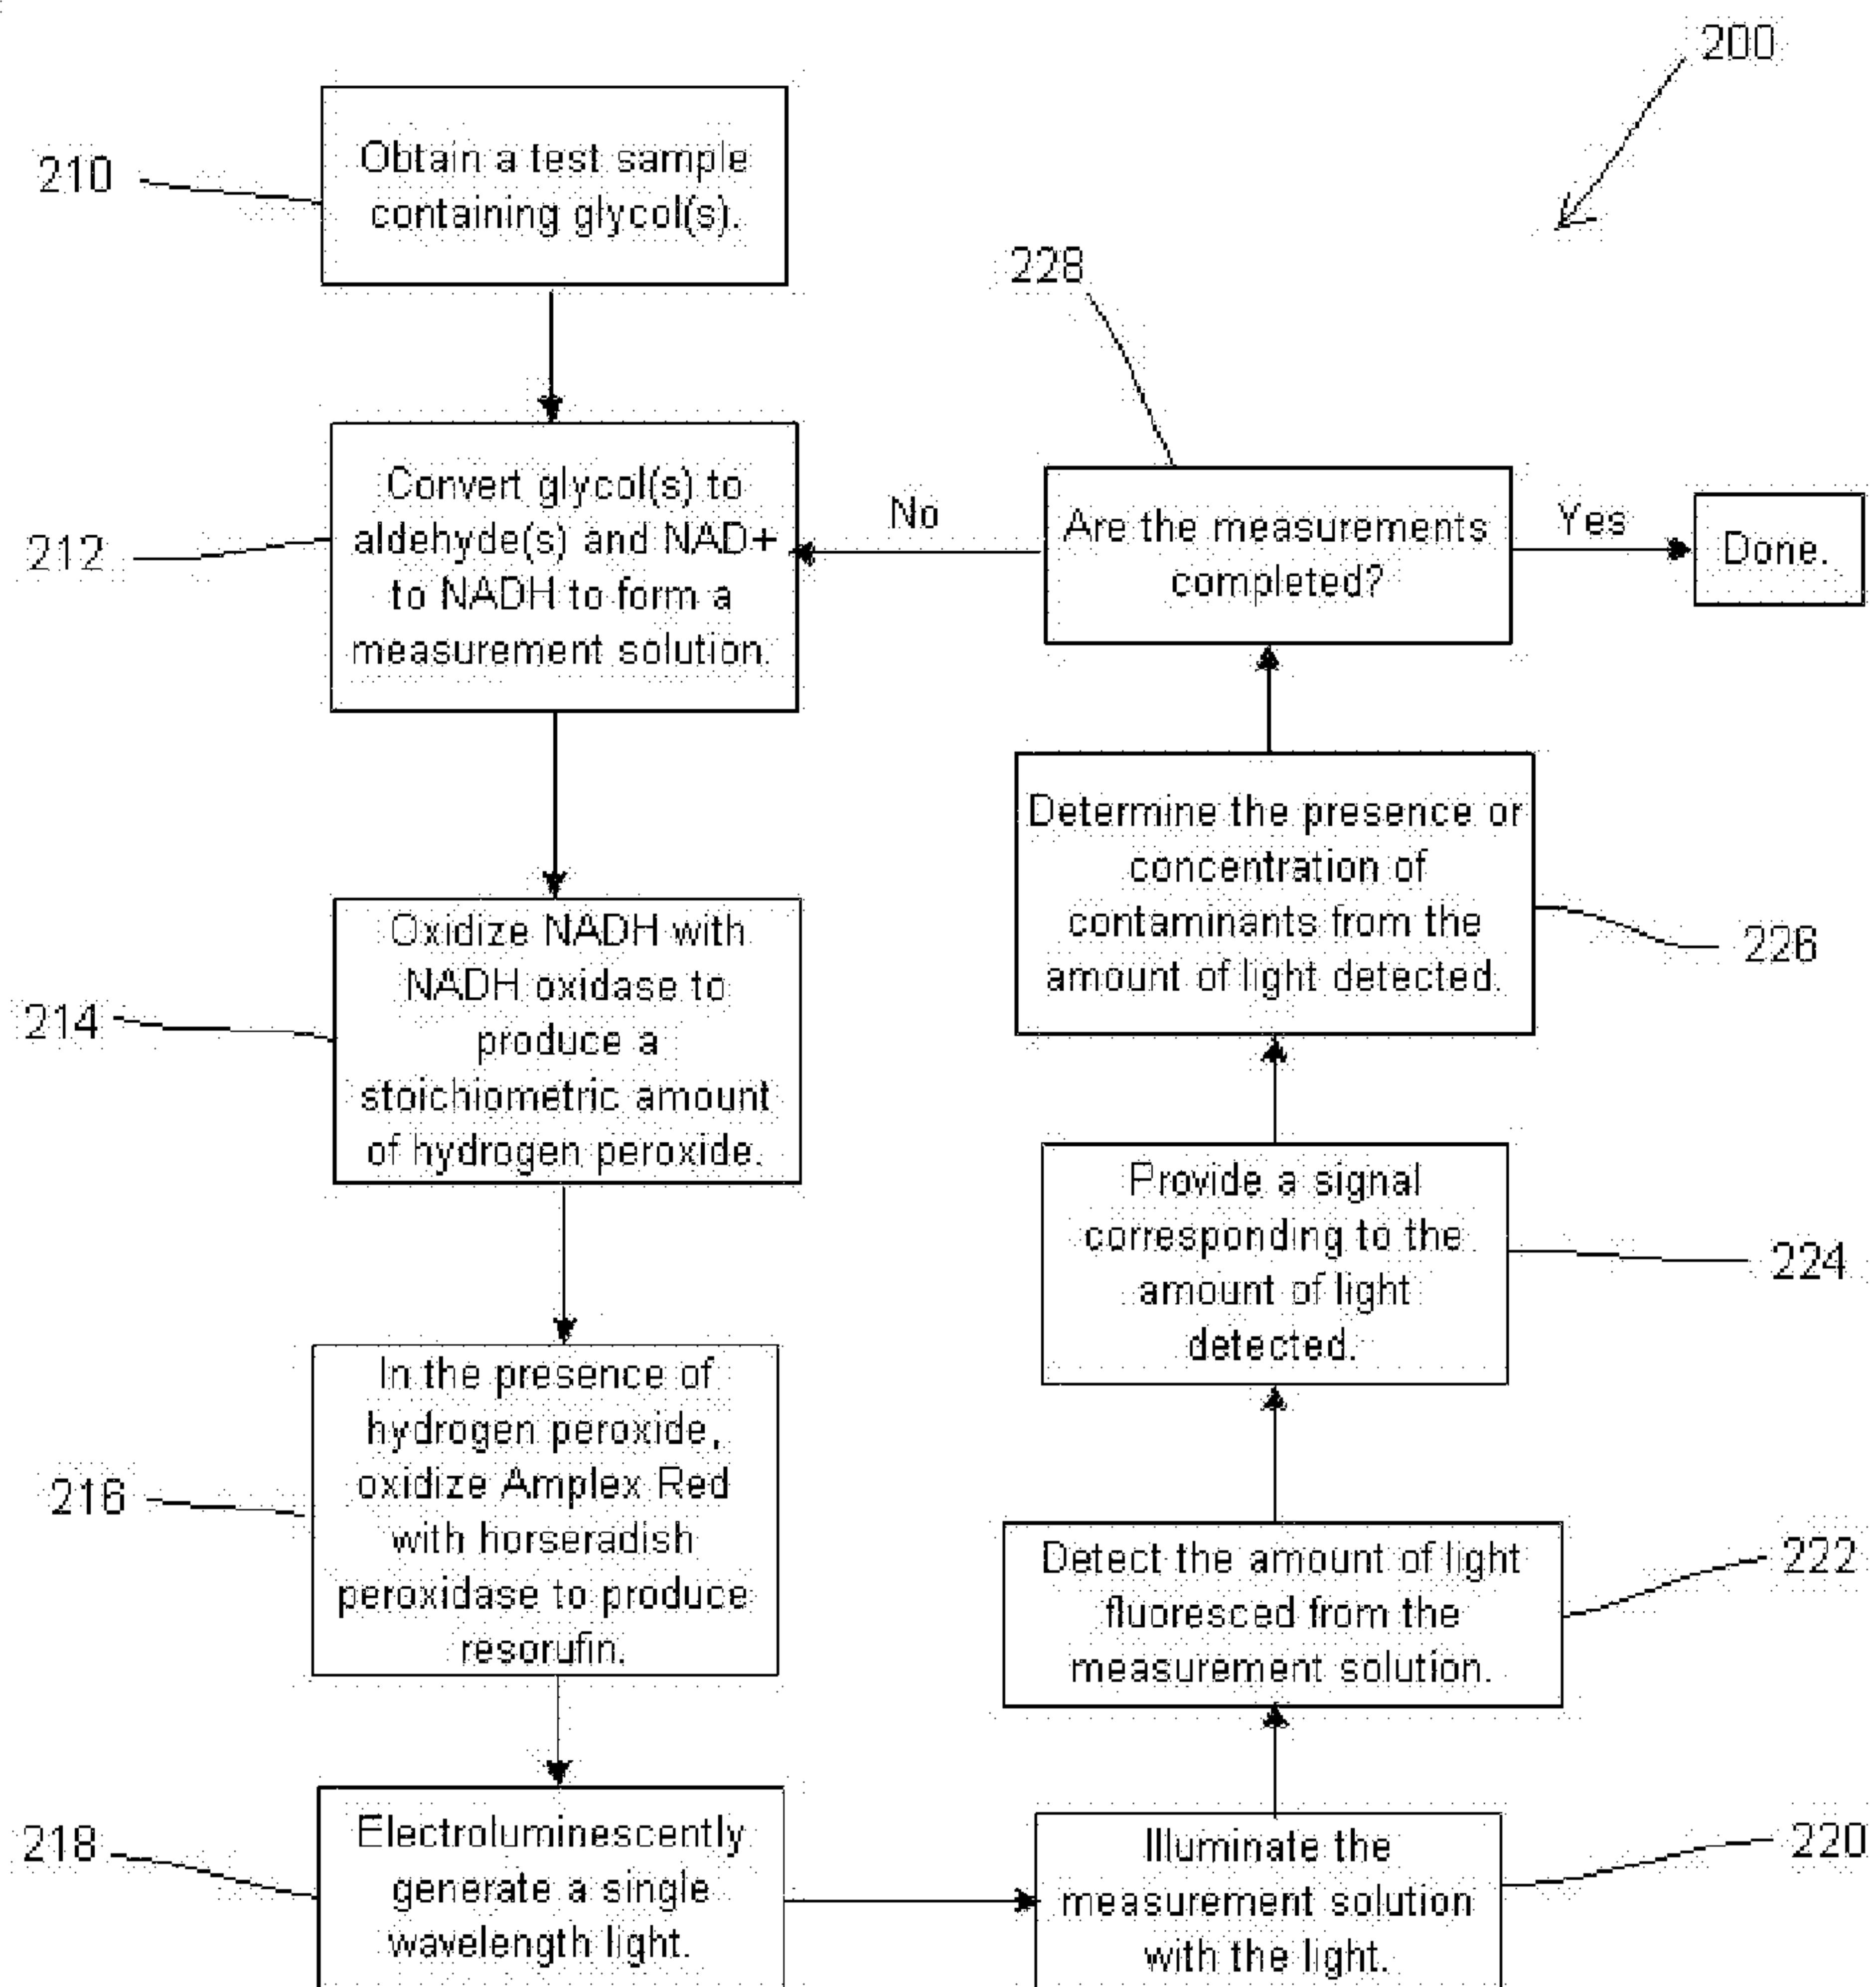 200
210
Obtain a test sample
containing glycol(s).
212
Convert glycol(s) to
aldehyde(s) and NAD+
to NADH to form a
measurement solution.
214
Oxidize NADH with
NADH oxidase to
produce a
stoichiometric amount
of hydrogen peroxide.
216
In the presence of
hydrogen peroxide,
oxidize Amplex Red
with horseradish
peroxidase to produce
resorufin.
218
Electroluminescently
generate a single
wavelength light.
220
Illuminate the
measurement solution
with the light.
222
Detect the amount of light
fluoresced from the
measurement solution.
224
Provide a signal
corresponding to the
amount of light
detected.
226
Determine the presence or
concentration of
contaminants from the
amount of light detected.
228
Are the measurements
completed?
No
Yes
Done.